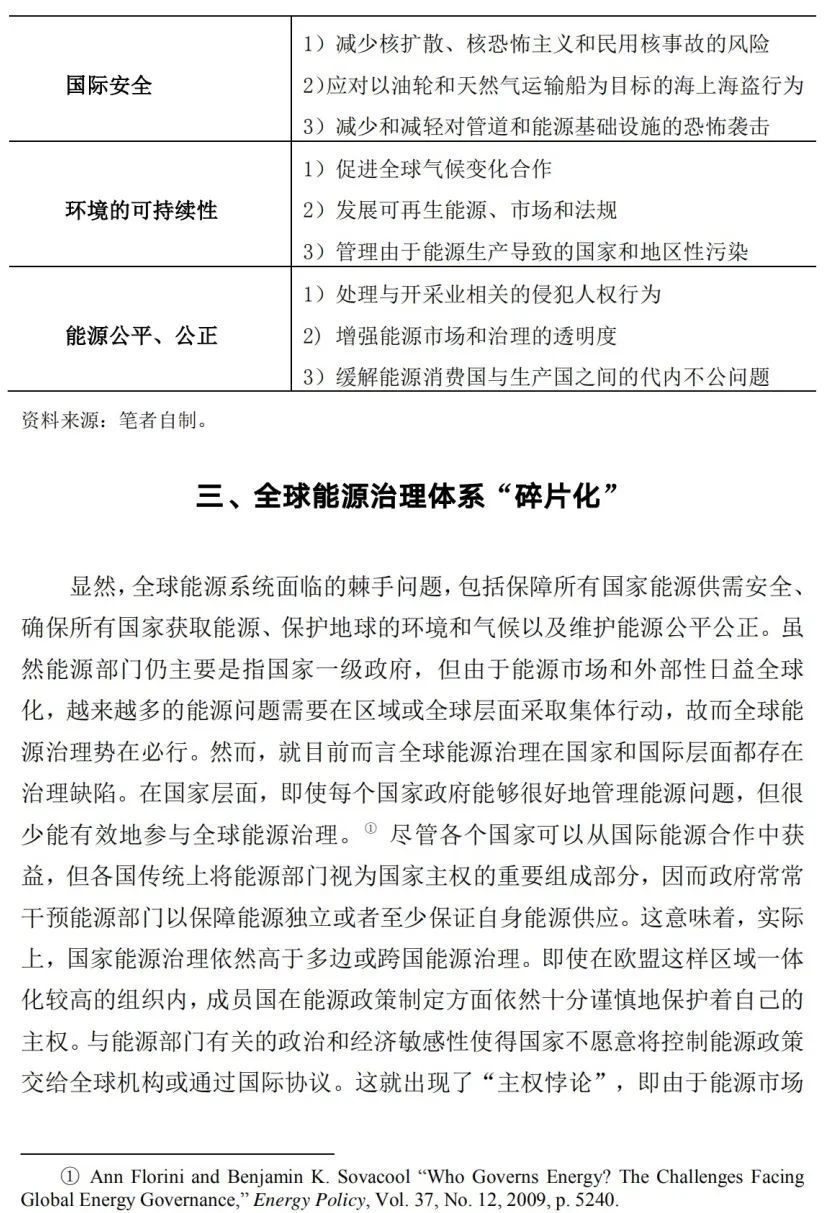 国际安全
1）减少核扩散、核恐怖主义和民用核事故的风险
2)应对以油轮和天然气运输船为目标的海上海盗行为
3）减少和减轻对管道和能源基础设施的恐怖袭击
环境的可持续性
1）促进全球气候变化合作
2）发展可再生能源、市场和法规
3）管理由于能源生产导致的国家和地区性污染
能源公平、公正
1）处理与开采业相关的侵犯人权行为
2）增强能源市场和治理的透明度
3）缓解能源消费国与生产国之间的代内不公问题
资料来源：笔者自制。
三、全球能源治理体系“碎片化”
显然，全球能源系统面临的棘手问题，包括保障所有国家能源供需安全、
确保所有国家获取能源、保护地球的环境和气候以及维护能源公平公正。虽
然能源部门仍主要是指国家一级政府，但由于能源市场和外部性日益全球
化，越来越多的能源问题需要在区域或全球层面采取集体行动，故而全球能
源治理势在必行。然而，就目前而言全球能源治理在国家和国际层面都存在
治理缺陷。在国家层面，即使每个国家政府能够很好地管理能源问题，但很
少能有效地参与全球能源治理。① 尽管各个国家可以从国际能源合作中获
益，但各国传统上将能源部门视为国家主权的重要组成部分，因而政府常常
干预能源部门以保障能源独立或者至少保证自身能源供应。这意味着，实际
上，国家能源治理依然高于多边或跨国能源治理。即使在欧盟这样区域一体
化较高的组织内，成员国在能源政策制定方面依然十分谨慎地保护着自己的
主权。与能源部门有关的政治和经济敏感性使得国家不愿意将控制能源政策
交给全球机构或通过国际协议。这就出现了“主权悖论”，即由于能源市场
① Ann Florini and Benjamin K. Sovacool “Who Governs Energy? The Challenges Facing
Global Energy Governance,” Energy Policy, Vol. 37, No. 12, 2009, p. 5240.